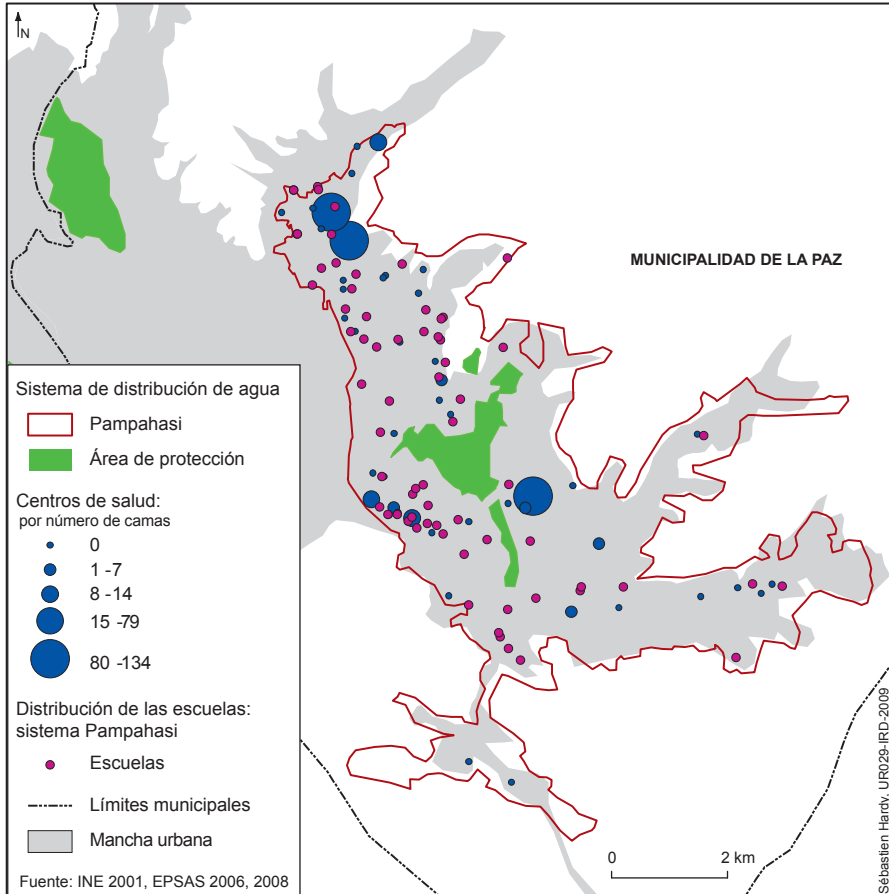 N
MUNICIPALIDAD DE LA PAZ
Sistema de distribución de agua
Pampahasi
Área de protección
Centros de salud:
por número de camas
0
1 -7
8 -14
15 -79
80 -134
Distribución de las escuelas:
sistema Pampahasi
Escuelas
Límites municipales
Mancha urbana
Fuente: INE 2001, EPSAS 2006, 2008
0 2 km
Sébastien Hardy, UR029-IRD-2009